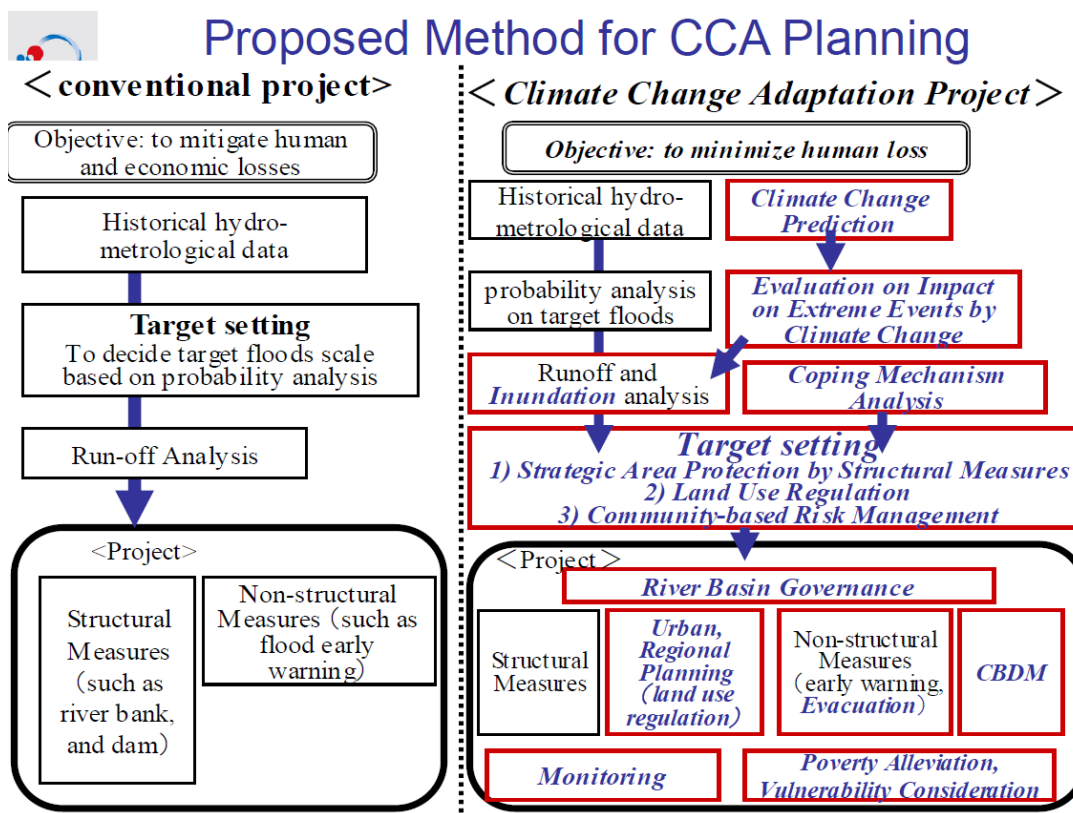 Proposed Method for CCA Planning
＜conventional project>
Objective: to mitigate human
and economic losses
Historical hydro-
metrological data
Target setting
To decide target floods scale
based on probability analysis
Run-off Analysis
<Project>
Structural
Measures
（such as
river bank,
and dam）
Non-structural
Measures（such as
flood early
warning）
＜Climate Change Adaptation Project＞
Objective: to minimize human loss
Historical hydro-
metrological data
Climate Change
Prediction
probability analysis
on target floods
Evaluation on Impact
on Extreme Events by
Climate Change
Runoff and
Inundation analysis
Coping Mechanism
Analysis
Target setting
1) Strategic Area Protection by Structural Measures
2) Land Use Regulation
3) Community-based Risk Management
＜Project＞
River Basin Governance
Structural
Measures
Urban,
Regional
Planning
（land use
regulation）
Non-structural
Measures
（early warning,
Evacuation）
CBDM
Monitoring
Poverty Alleviation,
Vulnerability Consideration